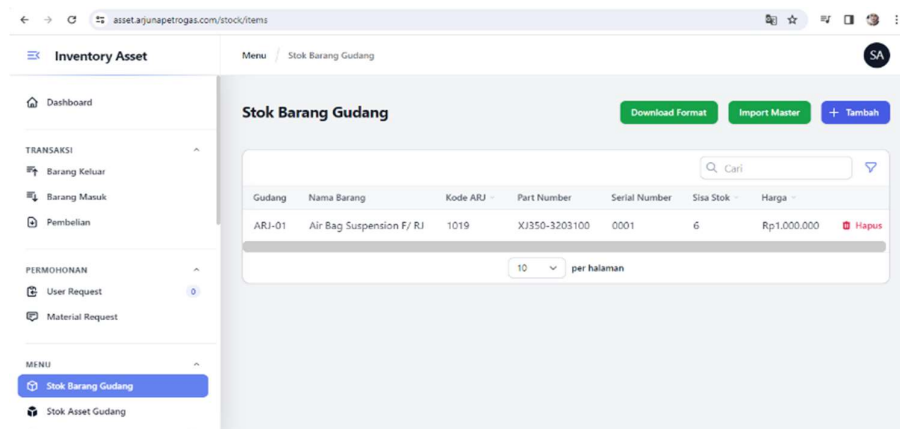 asset.arjunapetrogas.com/stock/items
Inventory Asset
Menu / Stok Barang Gudang
SA
Dashboard
Stok Barang Gudang
Download Format
Import Master
+ Tambah
TRANSAKSI
Barang Keluar
Barang Masuk
Pembelian
Cari
Gudang Nama Barang Kode ARJ Part Number Serial Number Sisa Stok Harga
ARJ-01 Air Bag Suspension F/ RJ 1019 XJ350-3203100 0001 6 Rp1.000.000 Hapus
10 per halaman
PERMOHONAN
User Request 0
Material Request
MENU
Stok Barang Gudang
Stok Asset Gudang